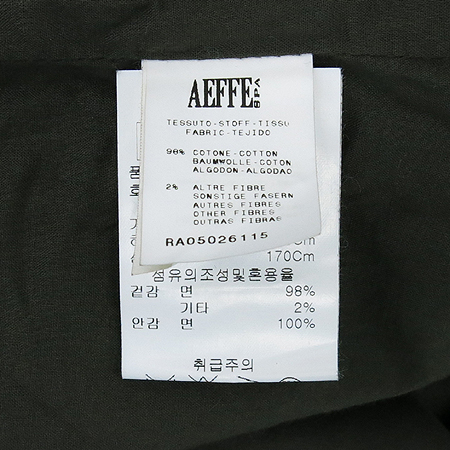 AEFFE SPA
TESSUTO-STOFF-TISSU
FABRIC-TEJIDO
98% COTONE-COTTON
BAUMWOLLE-COTON
ALGODON-ALGODAO
2% ALTRE FIBRE
SONSTIGE FASERN
AUTRES FIBRES
OTHER FIBRES
OUTRAS FIBRAS
RA05026115
170Cm
섬유의조성및혼용율
겉감 면 98%
기타 2%
안감 면 100%
취급주의